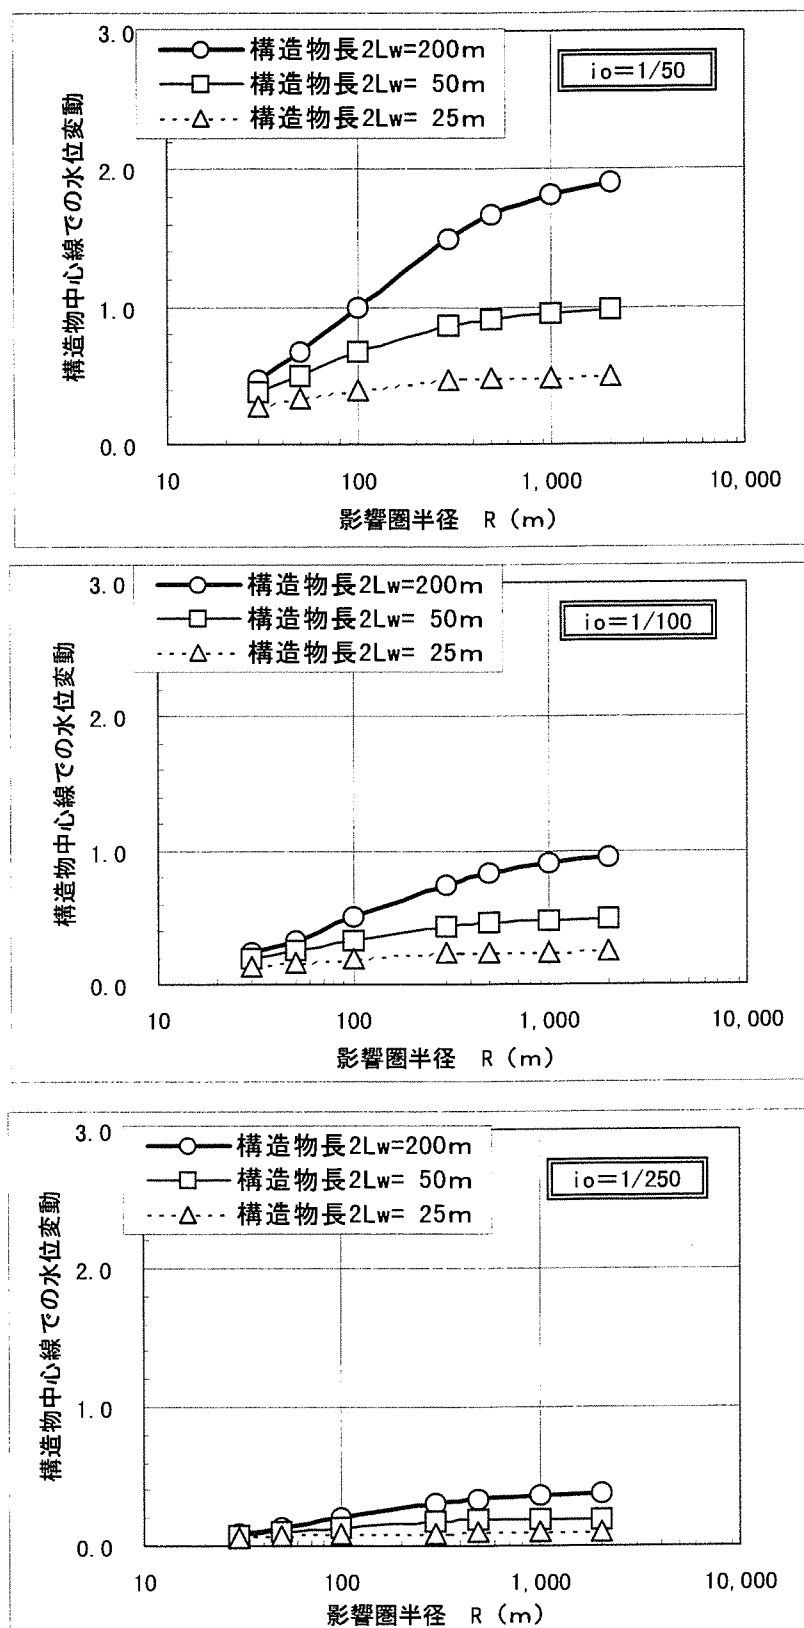 3.0
構造物長2Lw=200m
構造物長2Lw= 50m
構造物長2Lw= 25m
io=1/50
構造物中心線での水位変動
2.0
1.0
0.0
10
100
1,000
10,000
影響圏半径 R (m)
3.0
構造物長2Lw=200m
構造物長2Lw= 50m
構造物長2Lw= 25m
io=1/100
構造物中心線での水位変動
2.0
1.0
0.0
10
100
1,000
10,000
影響圏半径 R (m)
3.0
構造物長2Lw=200m
構造物長2Lw= 50m
構造物長2Lw= 25m
io=1/250
構造物中心線での水位変動
2.0
1.0
0.0
10
100
1,000
10,000
影響圏半径 R (m)